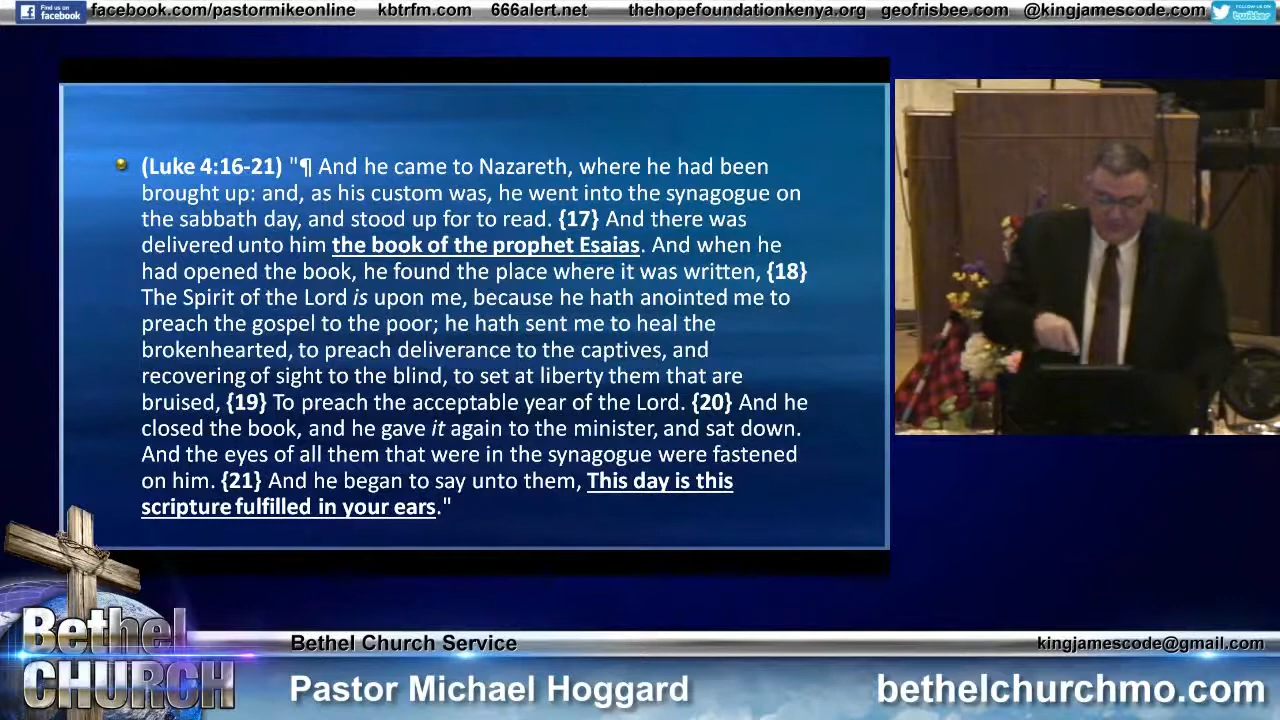 Find us on
facebook
facebook.com/pastormikeonline kbtrfm.com 666alert.net thehopefoundationkenya.org geofrisbee.com @kingjamescode.com
FOLLOW US ON
twitter
(Luke 4:16-21) "¶ And he came to Nazareth, where he had been
brought up: and, as his custom was, he went into the synagogue on
the sabbath day, and stood up for to read. {17} And there was
delivered unto him the book of the prophet Esaias. And when he
had opened the book, he found the place where it was written, {18}
The Spirit of the Lord is upon me, because he hath anointed me to
preach the gospel to the poor; he hath sent me to heal the
brokenhearted, to preach deliverance to the captives, and
recovering of sight to the blind, to set at liberty them that are
bruised, {19} To preach the acceptable year of the Lord. {20} And he
closed the book, and he gave it again to the minister, and sat down.
And the eyes of all them that were in the synagogue were fastened
on him. {21} And he began to say unto them, This day is this
scripture fulfilled in your ears."
Bethel
CHURCH
Bethel Church Service
kingjamescode@gmail.com
Pastor Michael Hoggard
bethelchurchmo.com